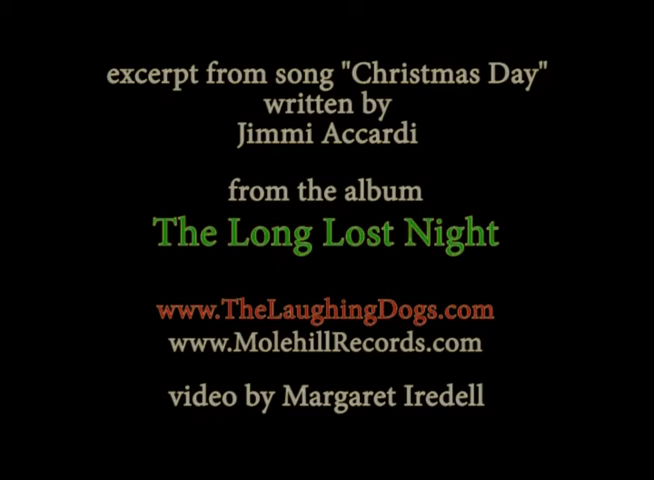 excerpt from song "Christmas Day"
written by
Jimmi Accardi
from the album
The Long Lost Night
www.TheLaughingDogs.com
www.MolehillRecords.com
video by Margaret Iredell